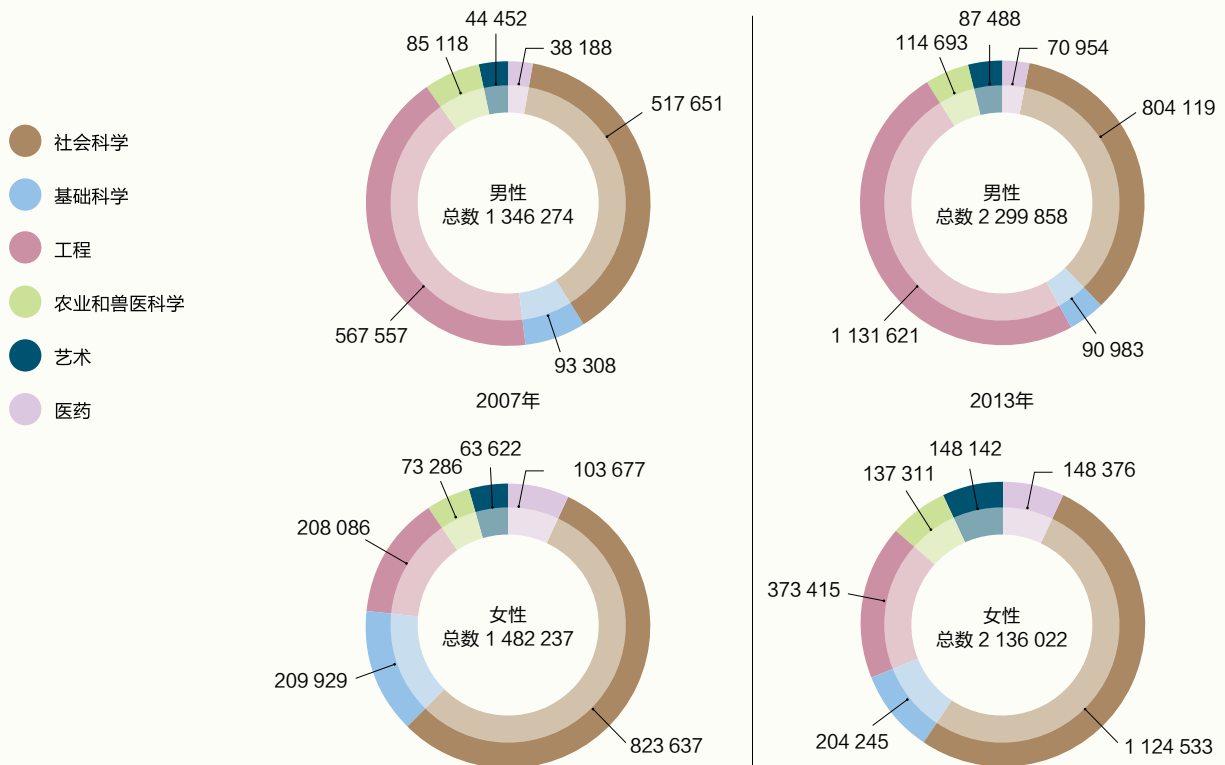 社会科学
基础科学
工程
农业和兽医科学
艺术
医药
44 452
85 118
38 188
517 651
男性
总数 1 346 274
567 557
93 308
2007年
87 488
114 693
70 954
804 119
男性
总数 2 299 858
1 131 621
90 983
2013年
63 622
73 286
103 677
208 086
女性
总数 1 482 237
209 929
823 637
148 142
137 311
148 376
373 415
女性
总数 2 136 022
204 245
1 124 533